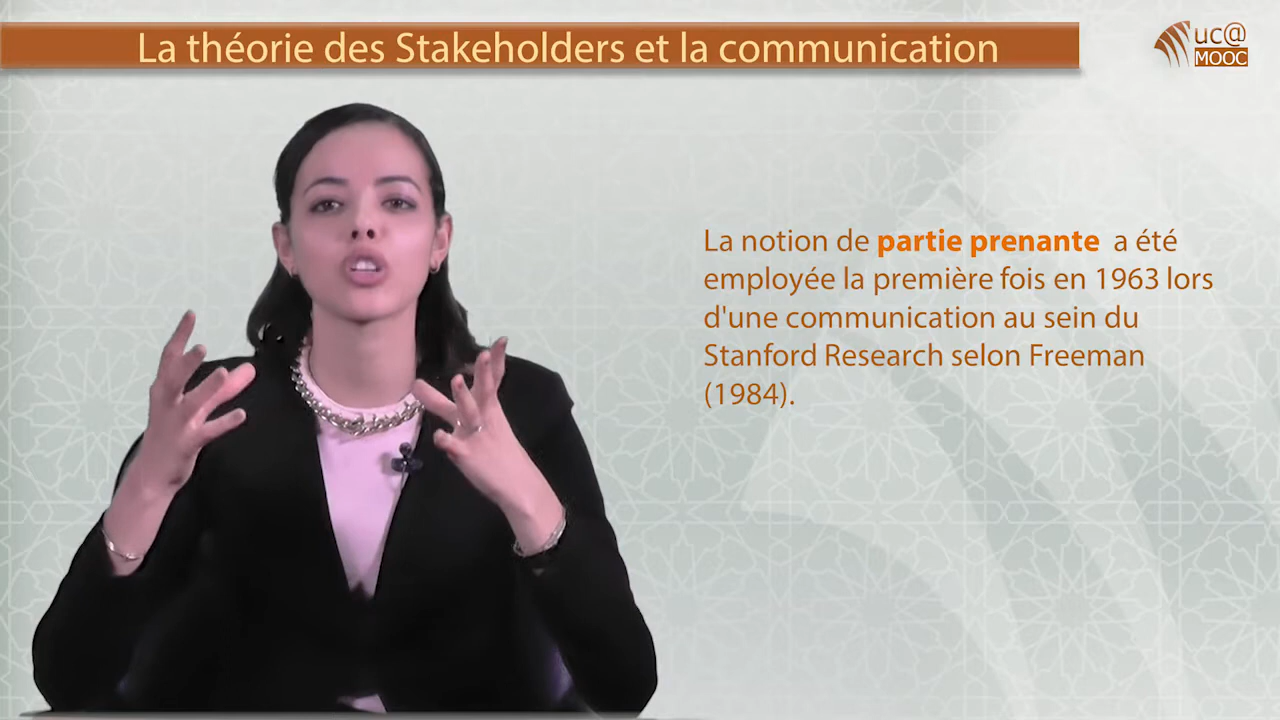 La théorie des Stakeholders et la communication
uc@
MOOC
La notion de partie prenante a été
employée la première fois en 1963 lors
d'une communication au sein du
Stanford Research selon Freeman
(1984).